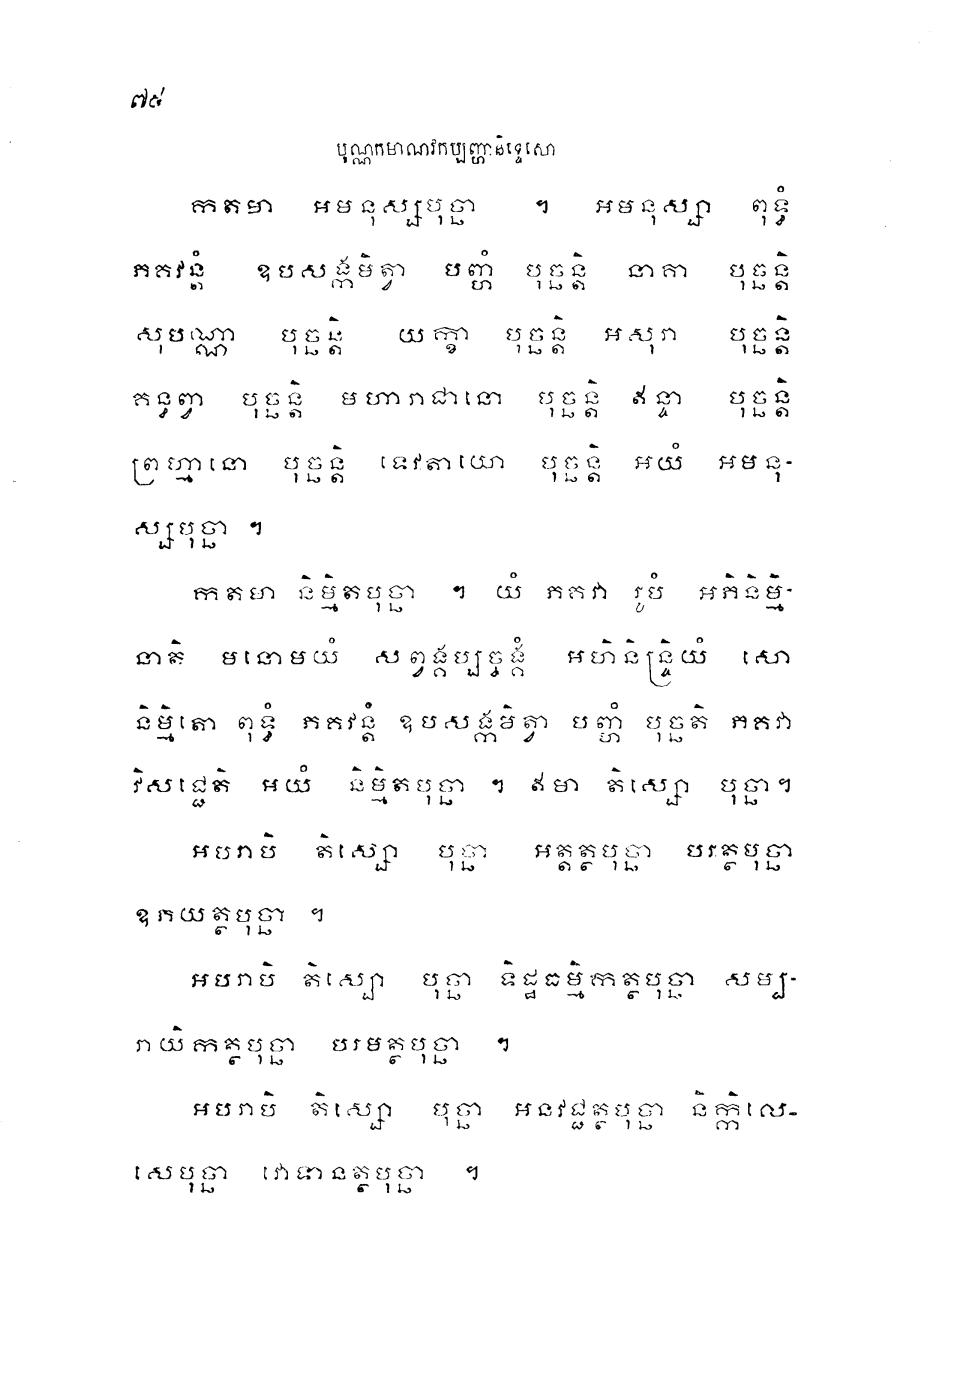 ៧៩
បុណ្ណកមាណវកប្បញ្ហានិទ្ទេសោ
កតមា អមនុស្សបុច្ឆា ។ អមនុស្សា ពុទ្ធំ
ភគវន្តំ ឧបសង្កមិត្វា បញ្ហំ បុច្ឆន្តិ នាគា បុច្ឆន្តិ
សុបណ្ណា បុច្ឆន្តិ យក្ខា បុច្ឆន្តិ អសុរា បុច្ឆន្តិ
គន្ធព្វា បុច្ឆន្តិ មហារាជានោ បុច្ឆន្តិ ឥន្ទា បុច្ឆន្តិ
ព្រហ្មានោ បុច្ឆន្តិ ទេវតាយោ បុច្ឆន្តិ អយំ អមនុ-
ស្សបុច្ឆា ។
កតមា និម្មិតបុច្ឆា ។ យំ ភគវា រូបំ អភិនិម្មិ-
នាតិ មនោមយំ សព្វង្គប្បច្ចង្គំ អហិនិន្ទ្រិយំ សោ
និម្មិតោ ពុទ្ធំ ភគវន្តំ ឧបសង្កមិត្វា បញ្ហំ បុច្ឆតិ ភគវា
វិសជ្ជេតិ អយំ និម្មិតបុច្ឆា ។ ឥមា តិស្សោ បុច្ឆា។
អបរាបិ តិស្សោ បុច្ឆា អត្តត្ថបុច្ឆា បរត្ថបុច្ឆា
ឧភយត្ថបុច្ឆា ។
អបរាបិ តិស្សោ បុច្ឆា ទិដ្ឋធម្មិកត្ថបុច្ឆា សម្ប-
រាយិកត្ថបុច្ឆា បរមត្ថបុច្ឆា ។
អបរាបិ តិស្សោ បុច្ឆា អនវជ្ជត្ថបុច្ឆា និក្កិលេ-
សេបុច្ឆា វោទានត្ថបុច្ឆា ។